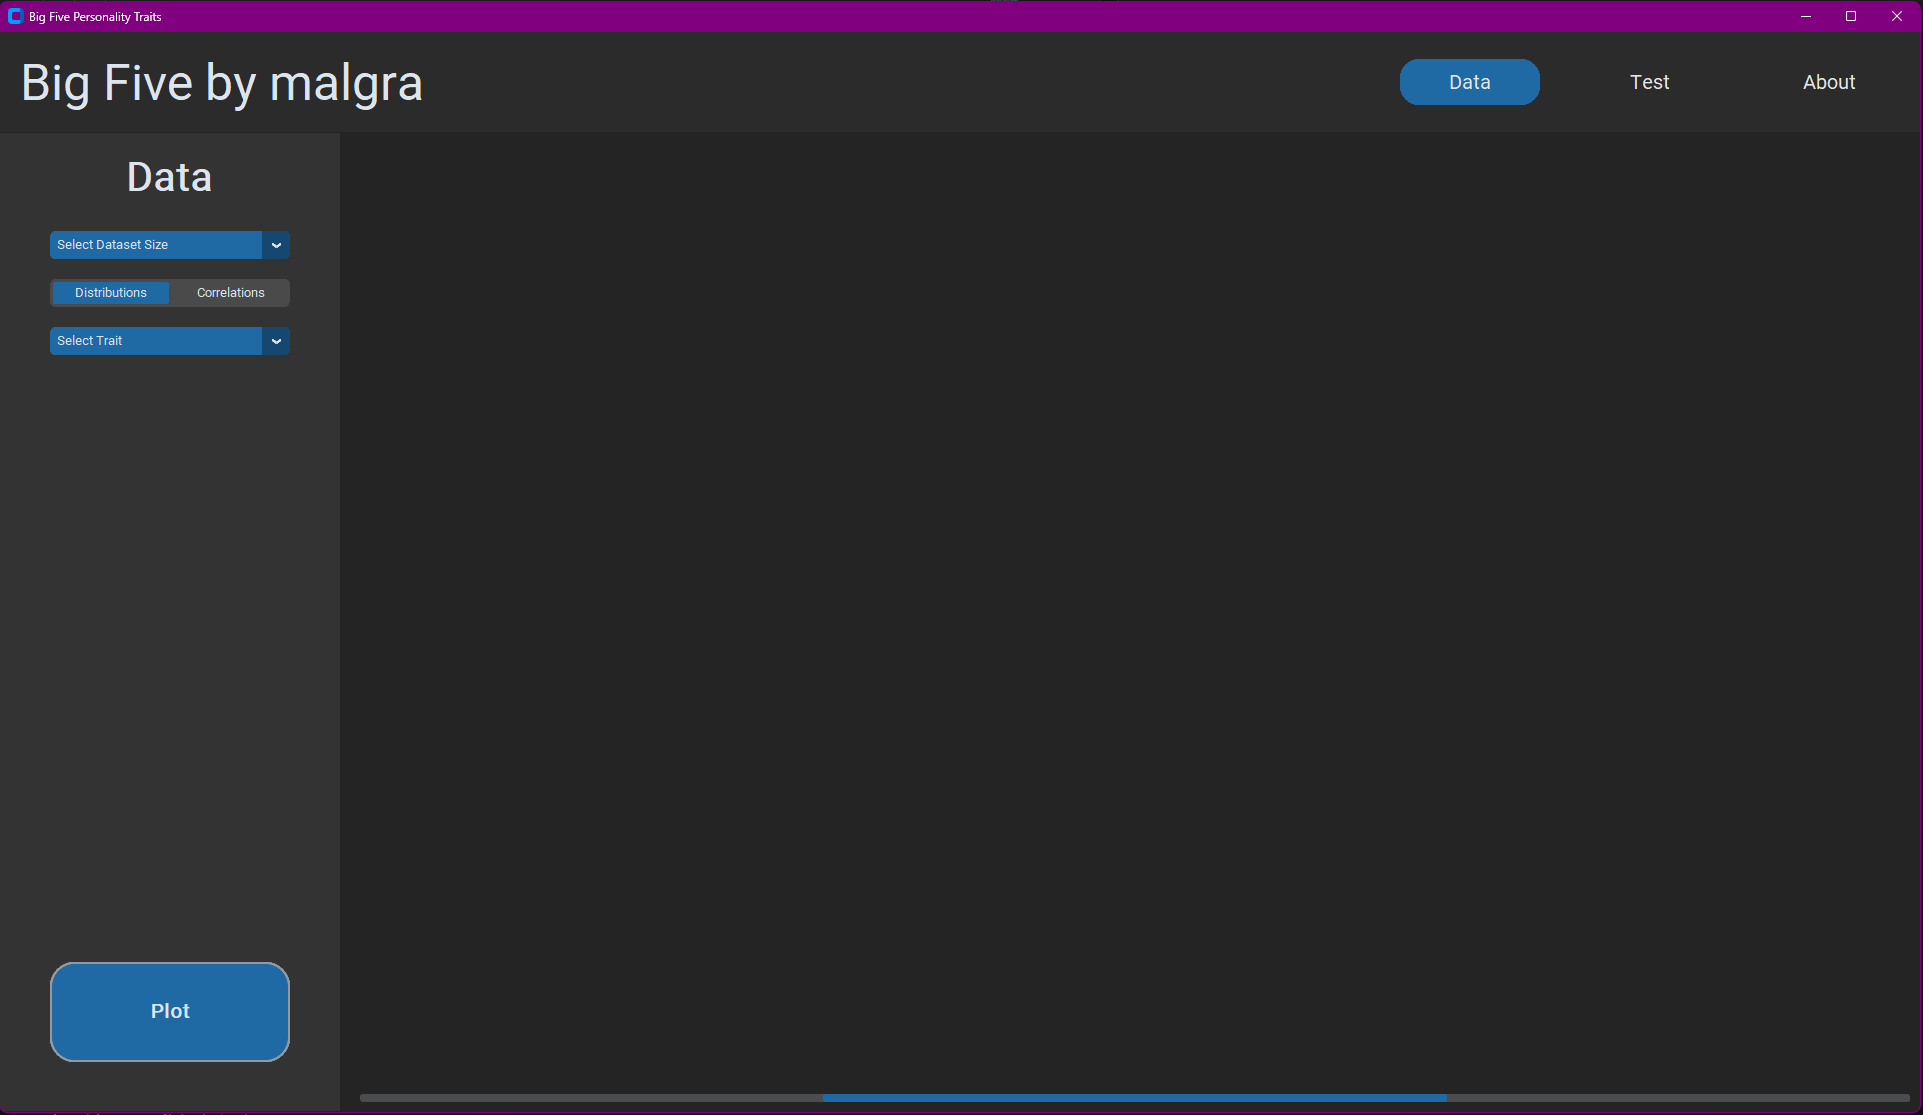 Big Five Personality Traits
Big Five by malgra
Data
Test
About
Data
Select Dataset Size
Distributions
Correlations
Select Trait
Plot